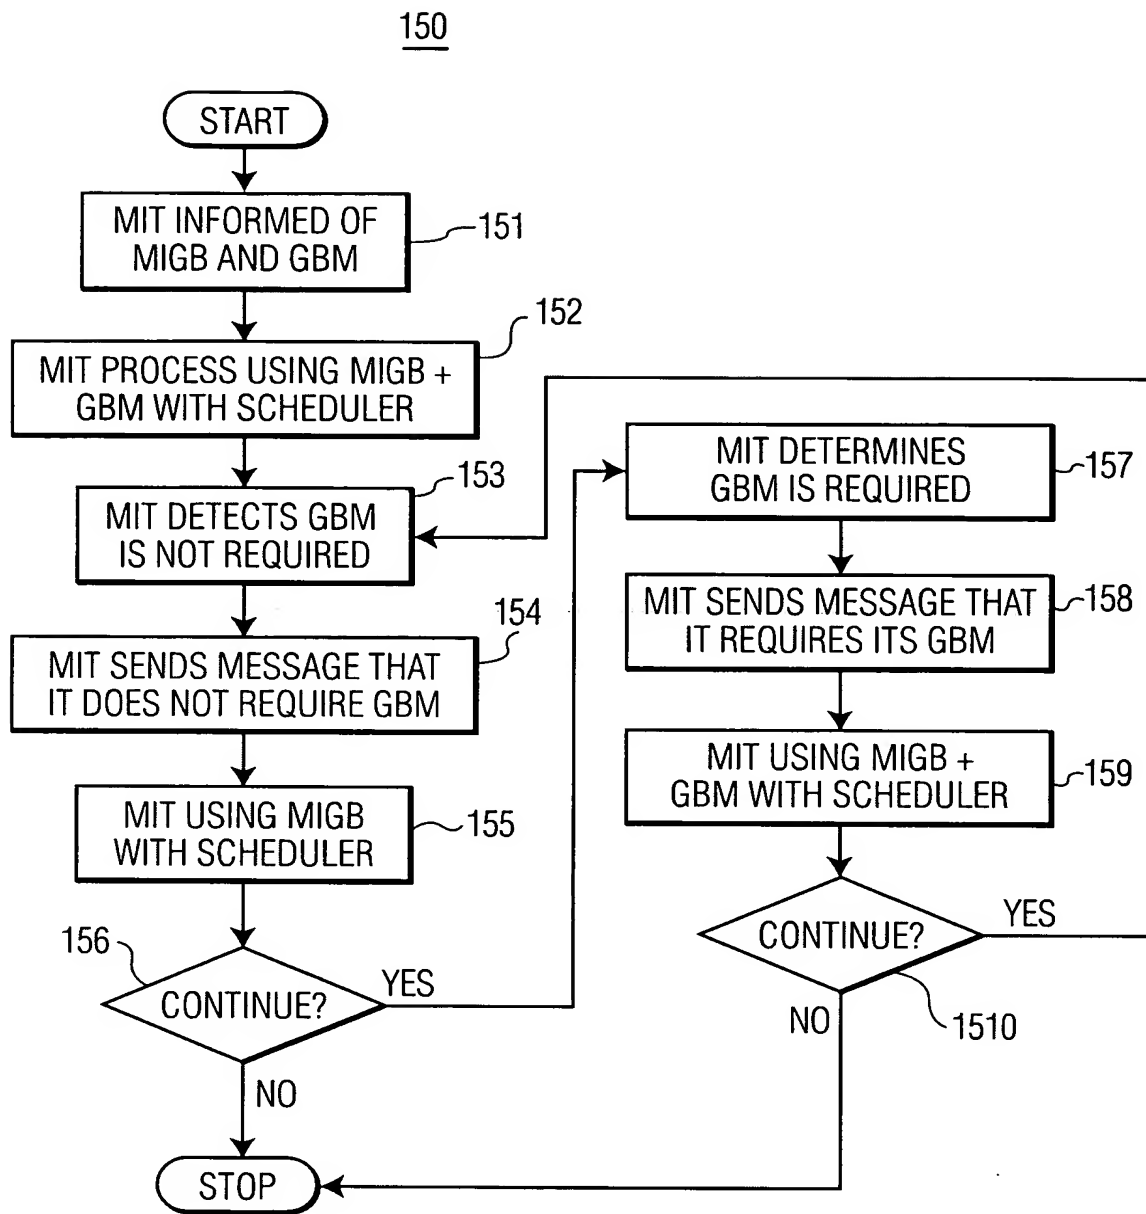 150
START
MIT INFORMED OF
MIGB AND GBM
151
MIT PROCESS USING MIGB +
GBM WITH SCHEDULER
152
MIT DETECTS GBM
IS NOT REQUIRED
153
MIT SENDS MESSAGE THAT
IT DOES NOT REQUIRE GBM
154
MIT USING MIGB
WITH SCHEDULER
155
156
CONTINUE?
YES
NO
STOP
MIT DETERMINES
GBM IS REQUIRED
157
MIT SENDS MESSAGE THAT
IT REQUIRES ITS GBM
158
MIT USING MIGB +
GBM WITH SCHEDULER
159
CONTINUE?
YES
NO
1510